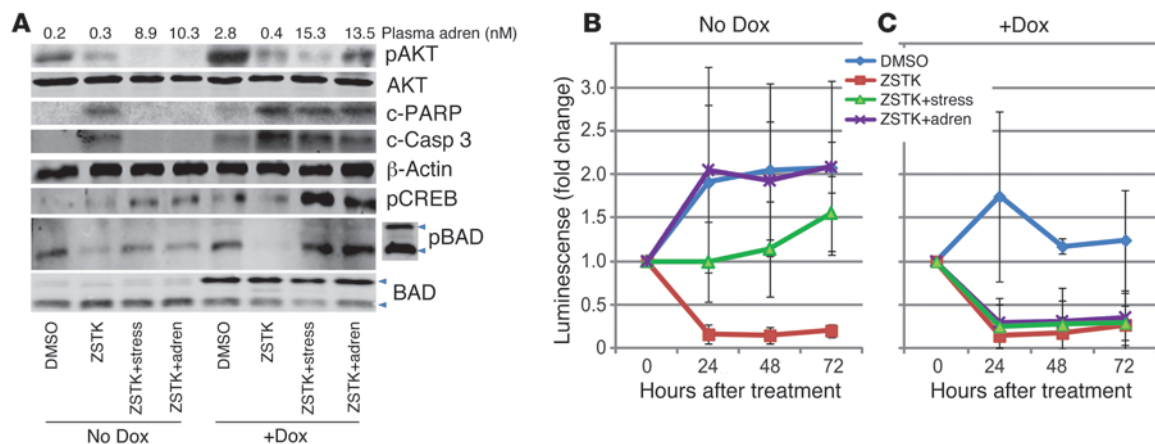 A
0.2 0.3 8.9 10.3 2.8 0.4 15.3 13.5 Plasma adren (nM)
pAKT
AKT
c-PARP
c-Casp 3
β-Actin
pCREB
pBAD
BAD
DMSO
ZSTK
ZSTK+stress
ZSTK+adren
DMSO
ZSTK
ZSTK+stress
ZSTK+adren
No Dox
+Dox
B
No Dox
Luminescense (fold change)
3.0
2.5
2.0
1.5
1.0
0.5
0
0 24 48 72
Hours after treatment
C
+Dox
DMSO
ZSTK
ZSTK+stress
ZSTK+adren
0 24 48 72
Hours after treatment